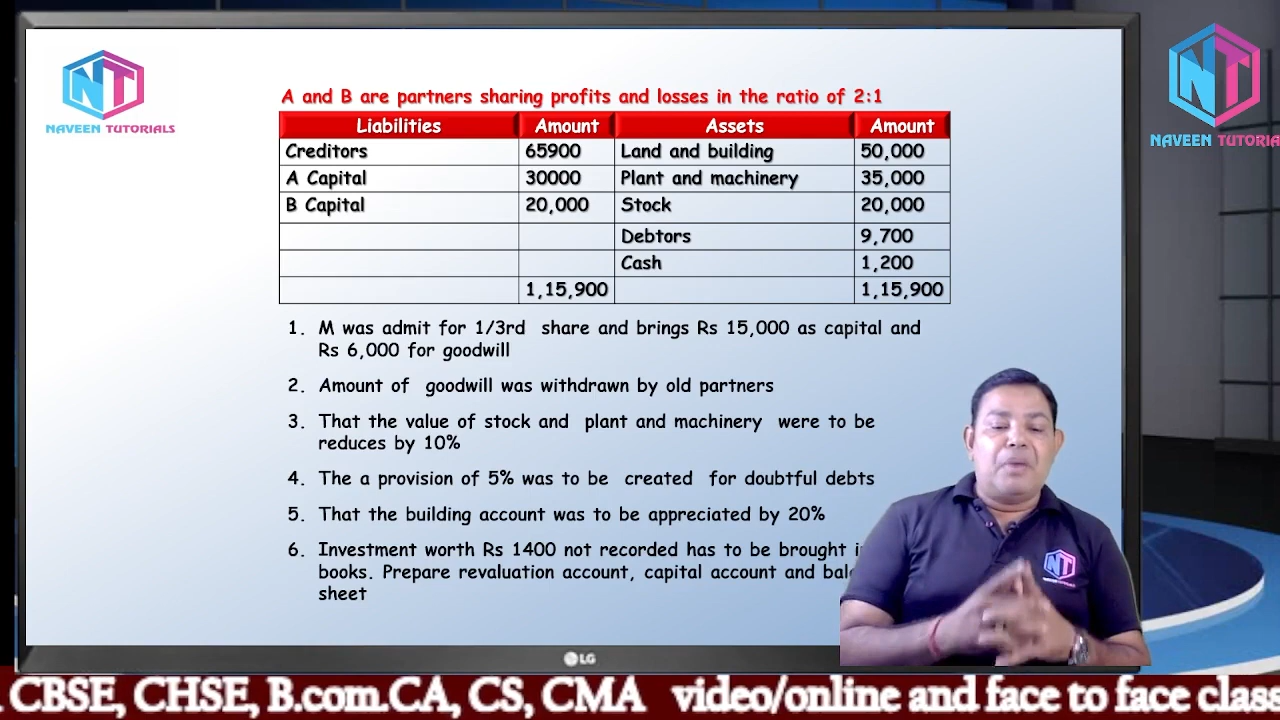 NAVEEN TUTORIALS
NAVEEN TUTORIA
A and B are partners sharing profits and losses in the ratio of 2:1
Liabilities Amount Assets Amount
Creditors 65900 Land and building 50,000
A Capital 30000 Plant and machinery 35,000
B Capital 20,000 Stock 20,000
Debtors 9,700
Cash 1,200
1,15,900 1,15,900
1. M was admit for 1/3rd share and brings Rs 15,000 as capital and
Rs 6,000 for goodwill
2. Amount of goodwill was withdrawn by old partners
3. That the value of stock and plant and machinery were to be
reduces by 10%
4. The a provision of 5% was to be created for doubtful debts
5. That the building account was to be appreciated by 20%
6. Investment worth Rs 1400 not recorded has to be brought
books. Prepare revaluation account, capital account and
sheet
NT
LG
CBSE, CHSE, B.com.CA, CS, CMA video/online and face to face class